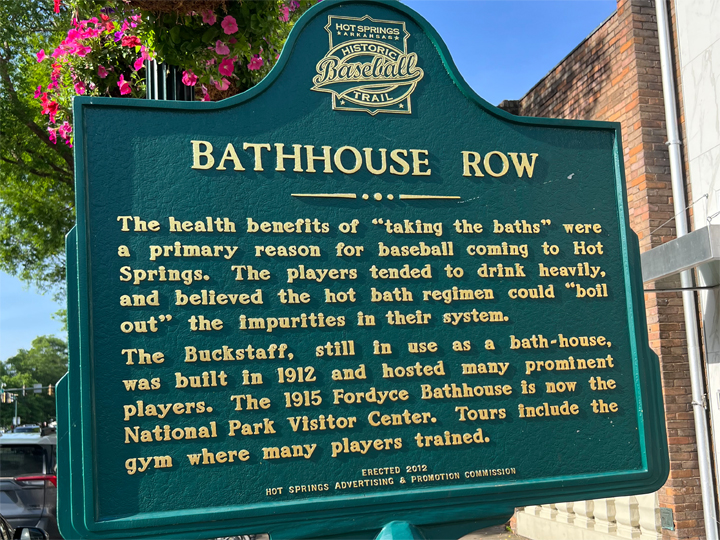 HOT SPRINGS
ARKANSAS
HISTORIC
Baseball
TRAIL
BATHHOUSE ROW
The health benefits of “taking the baths” were
a primary reason for baseball coming to Hot
Springs. The players tended to drink heavily,
and believed the hot bath regimen could “boil
out” the impurities in their system.
The Buckstaff, still in use as a bath-house,
was built in 1912 and hosted many prominent
players. The 1915 Fordyce Bathhouse is now the
National Park Visitor Center. Tours include the
gym where many players trained.
ERECTED 2012
HOT SPRINGS ADVERTISING & PROMOTION COMMISSION